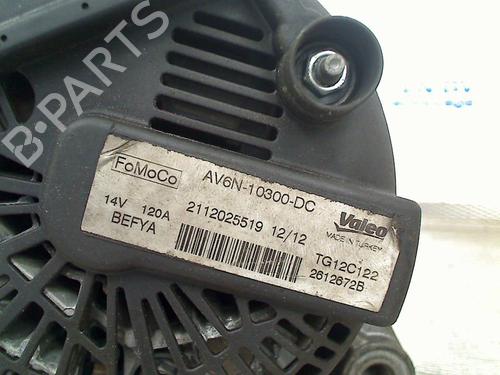 B-PARTS
FoMoCo
AV6N-10300-DC
Valeo
MADE IN TURKEY
14V 120A
2112025519 12/12
BEFYA
TG12C122
2612672B